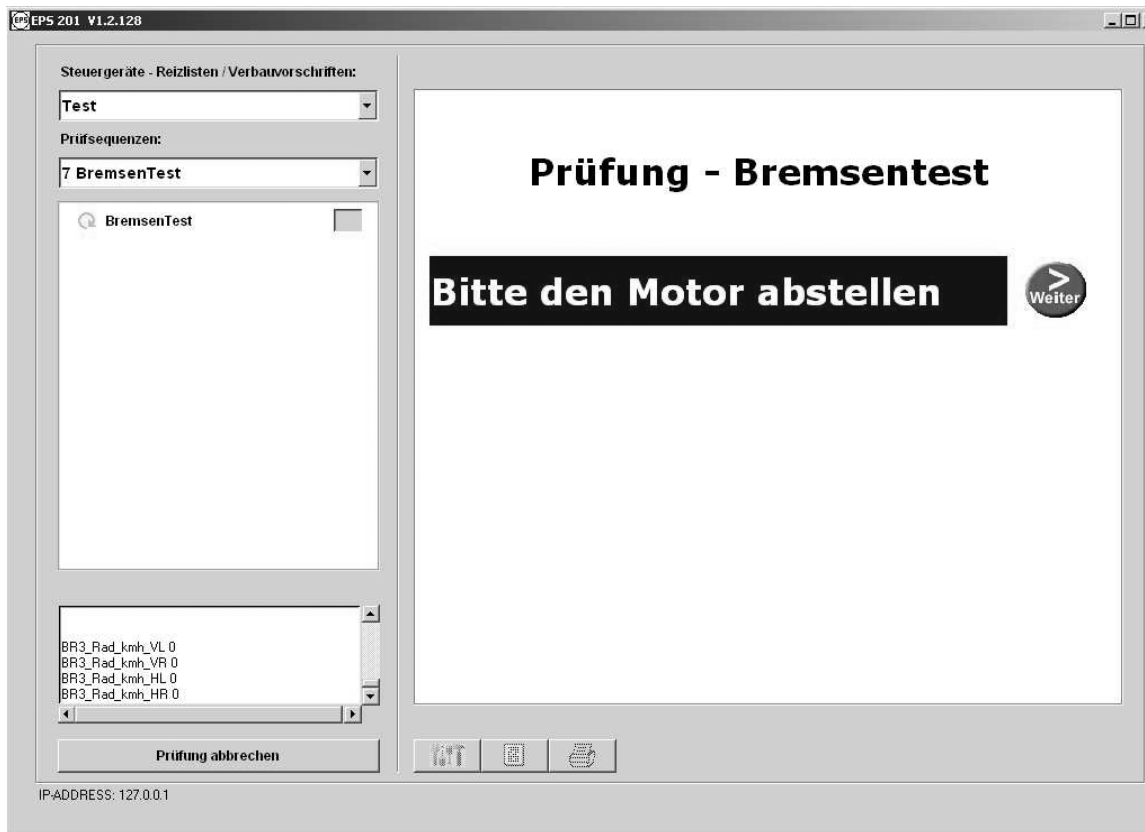 EPS EPS 201 V1.2.128
Steuergeräte - Reizlisten / Verbauvorschriften:
Test
Prüfsequenzen:
7 BremsenTest
BremsenTest
BR3_Rad_kmh_VL 0
BR3_Rad_kmh_VR 0
BR3_Rad_kmh_HL 0
BR3_Rad_kmh_HR 0
Prüfung abbrechen
Prüfung - Bremsentest
Bitte den Motor abstellen
> Weiter
IP-ADDRESS: 127.0.0.1